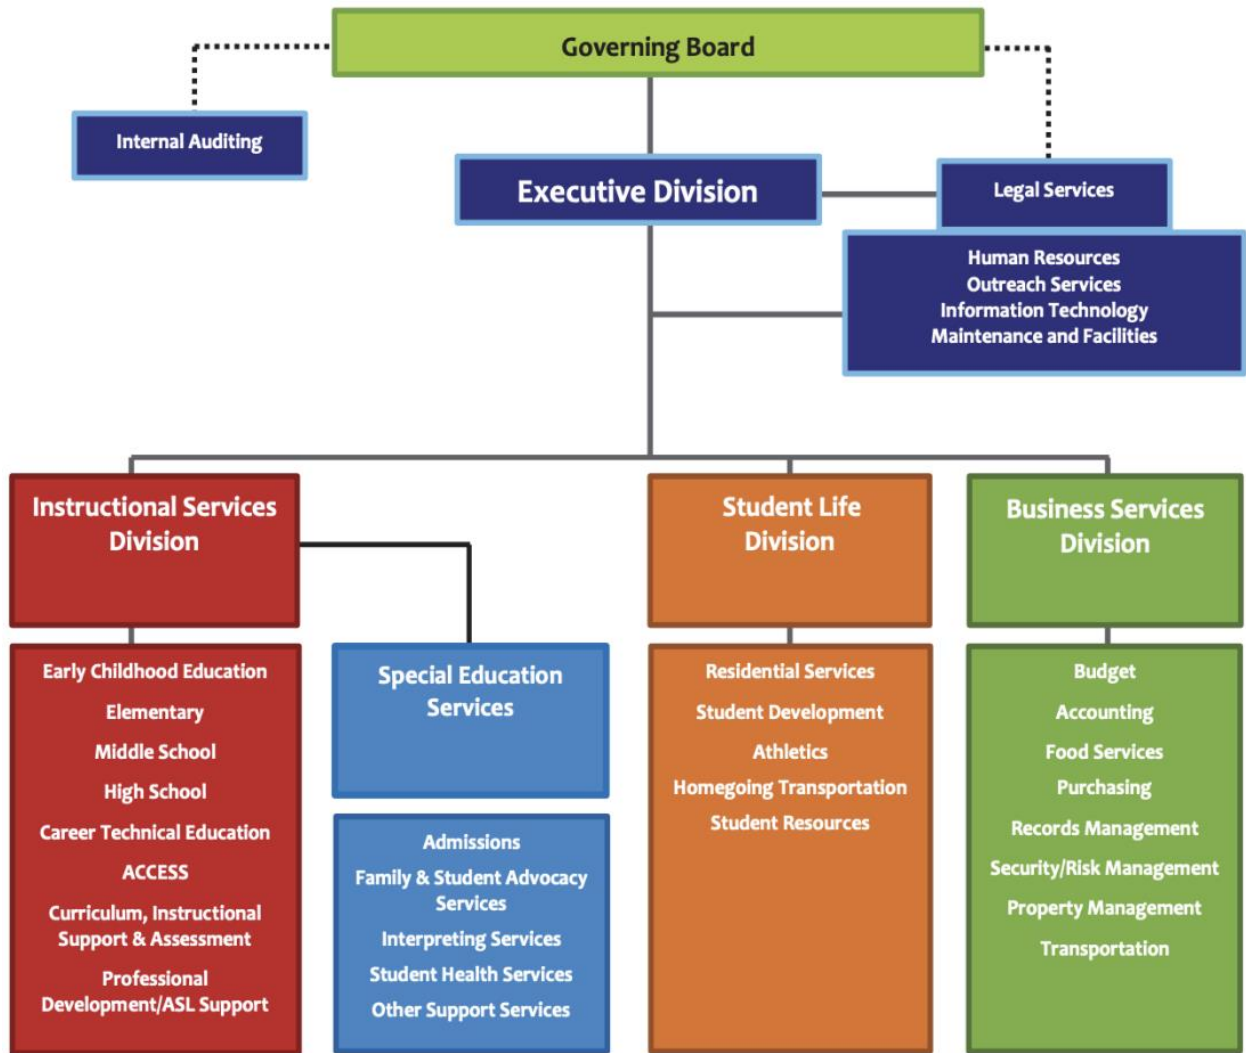 Governing Board
Internal Auditing
Executive Division
Legal Services
Human Resources
Outreach Services
Information Technology
Maintenance and Facilities
Instructional Services
Division
Student Life
Division
Business Services
Division
Early Childhood Education
Elementary
Middle School
High School
Career Technical Education
ACCESS
Curriculum, Instructional
Support & Assessment
Professional
Development/ASL Support
Special Education
Services
Admissions
Family & Student Advocacy
Services
Interpreting Services
Student Health Services
Other Support Services
Residential Services
Student Development
Athletics
Homegoing Transportation
Student Resources
Budget
Accounting
Food Services
Purchasing
Records Management
Security/Risk Management
Property Management
Transportation